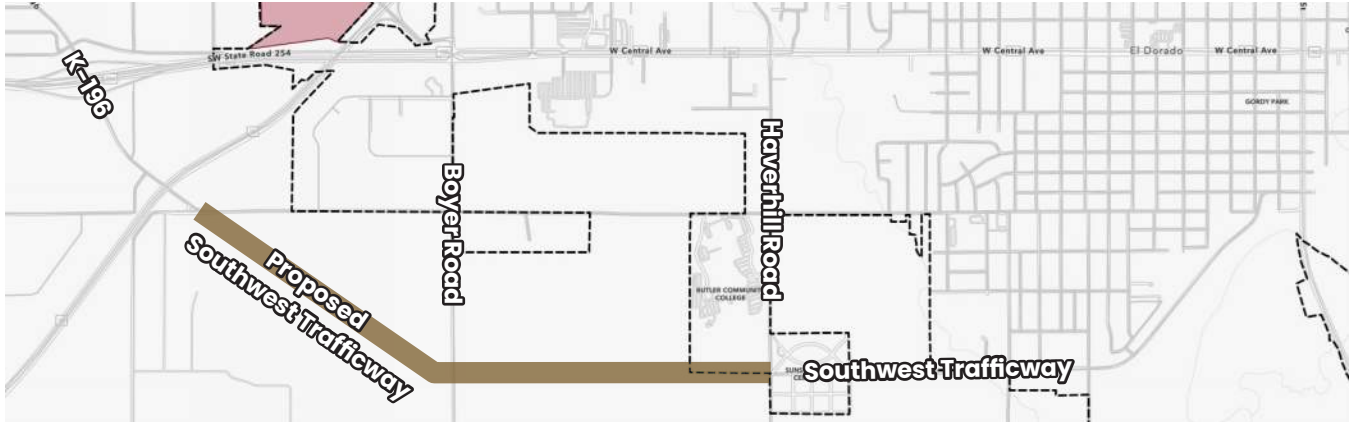 SW State Road 254
W Central Ave
W Central Ave
El Dorado
W Central Ave
K-196
GORDY PARK
Haverhill Road
Boyer Road
Proposed
Southwest Trafficway
BUTLER COMMUNITY
COLLEGE
Southwest Trafficway